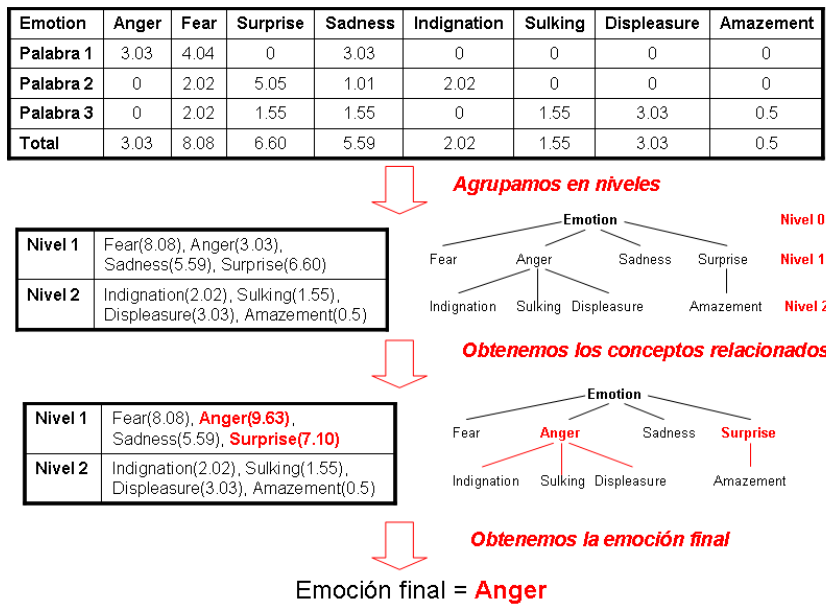 Emotion Anger Fear Surprise Sadness Indignation Sulking Displeasure Amazement
Palabra 1 3.03 4.04 0 3.03 0 0 0 0
Palabra 2 0 2.02 5.05 1.01 2.02 0 0 0
Palabra 3 0 2.02 1.55 1.55 0 1.55 3.03 0.5
Total 3.03 8.08 6.60 5.59 2.02 1.55 3.03 0.5
Agrupamos en niveles
Nivel 1 Fear(8.08), Anger(3.03),
Sadness(5.59), Surprise(6.60)
Nivel 2 Indignation(2.02), Sulking(1.55),
Displeasure(3.03), Amazement(0.5)
Emotion Nivel 0
Fear Anger Sadness Surprise Nivel 1
Indignation Sulking Displeasure Amazement Nivel 2
Obtenemos los conceptos relacionados
Nivel 1 Fear(8.08), Anger(9.63),
Sadness(5.59), Surprise(7.10)
Nivel 2 Indignation(2.02), Sulking(1.55),
Displeasure(3.03), Amazement(0.5)
Emotion
Fear Anger Sadness Surprise
Indignation Sulking Displeasure Amazement
Obtenemos la emoción final
Emoción final = Anger